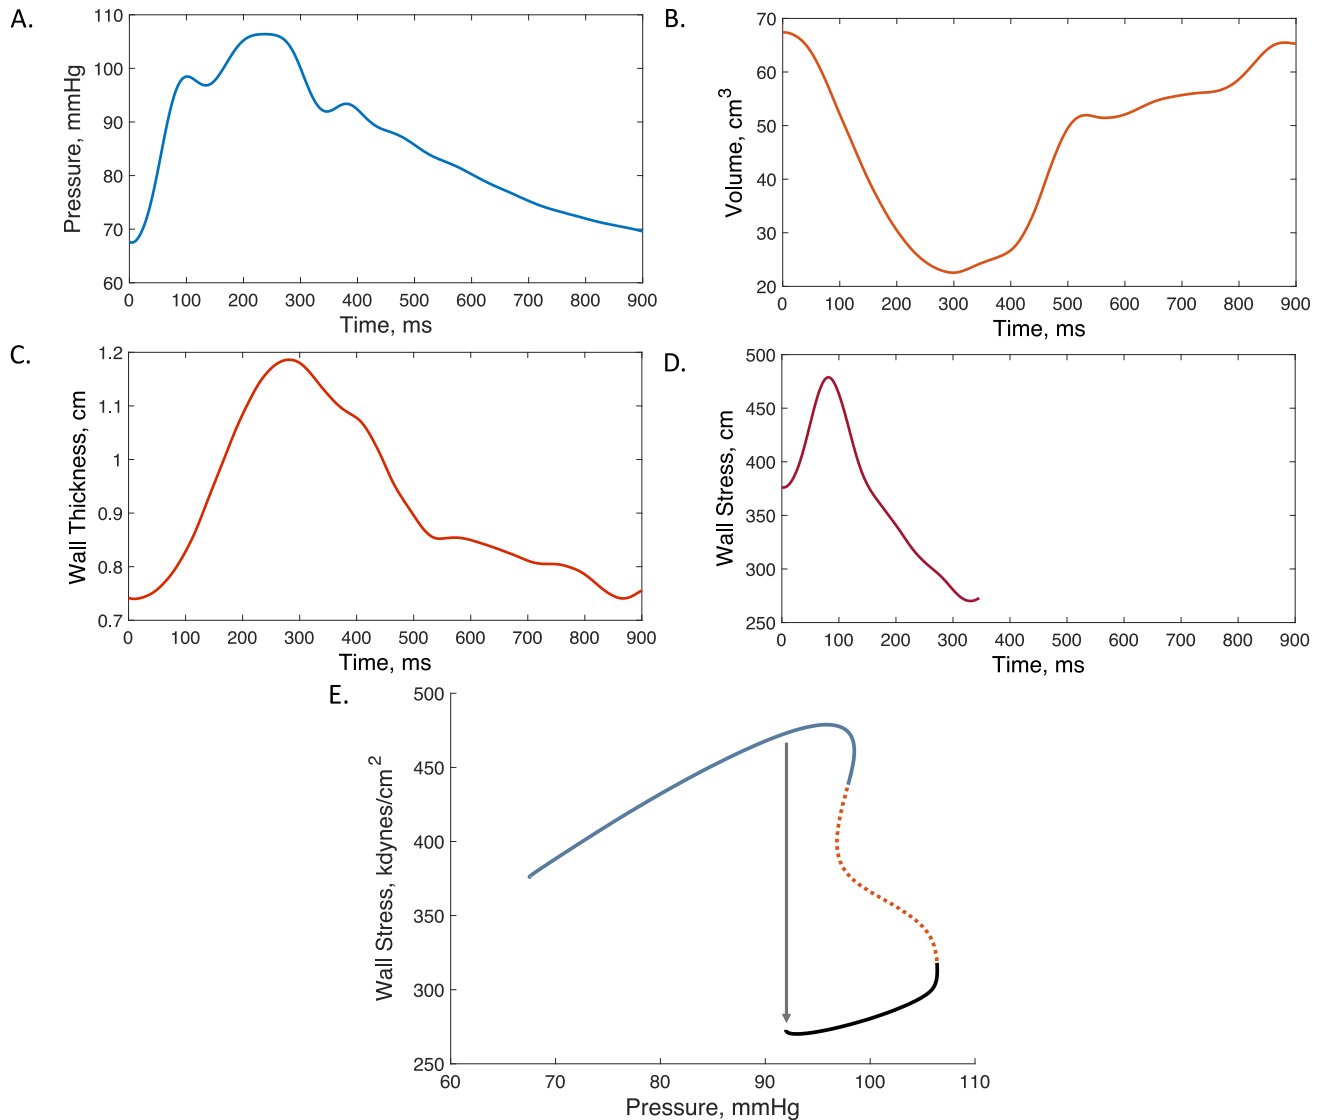 A.
110
100
90
80
70
60
Pressure, mmHg
0 100 200 300 400 500 600 700 800 900
Time, ms
B.
70
60
50
40
30
20
Volume, cm³
0 100 200 300 400 500 600 700 800 900
Time, ms
C.
1.2
1.1
1
0.9
0.8
0.7
Wall Thickness, cm
0 100 200 300 400 500 600 700 800 900
Time, ms
D.
500
450
400
350
300
250
Wall Stress, cm
0 100 200 300 400 500 600 700 800 900
Time, ms
E.
500
450
400
350
300
250
Wall Stress, kdynes/cm²
60 70 80 90 100 110
Pressure, mmHg